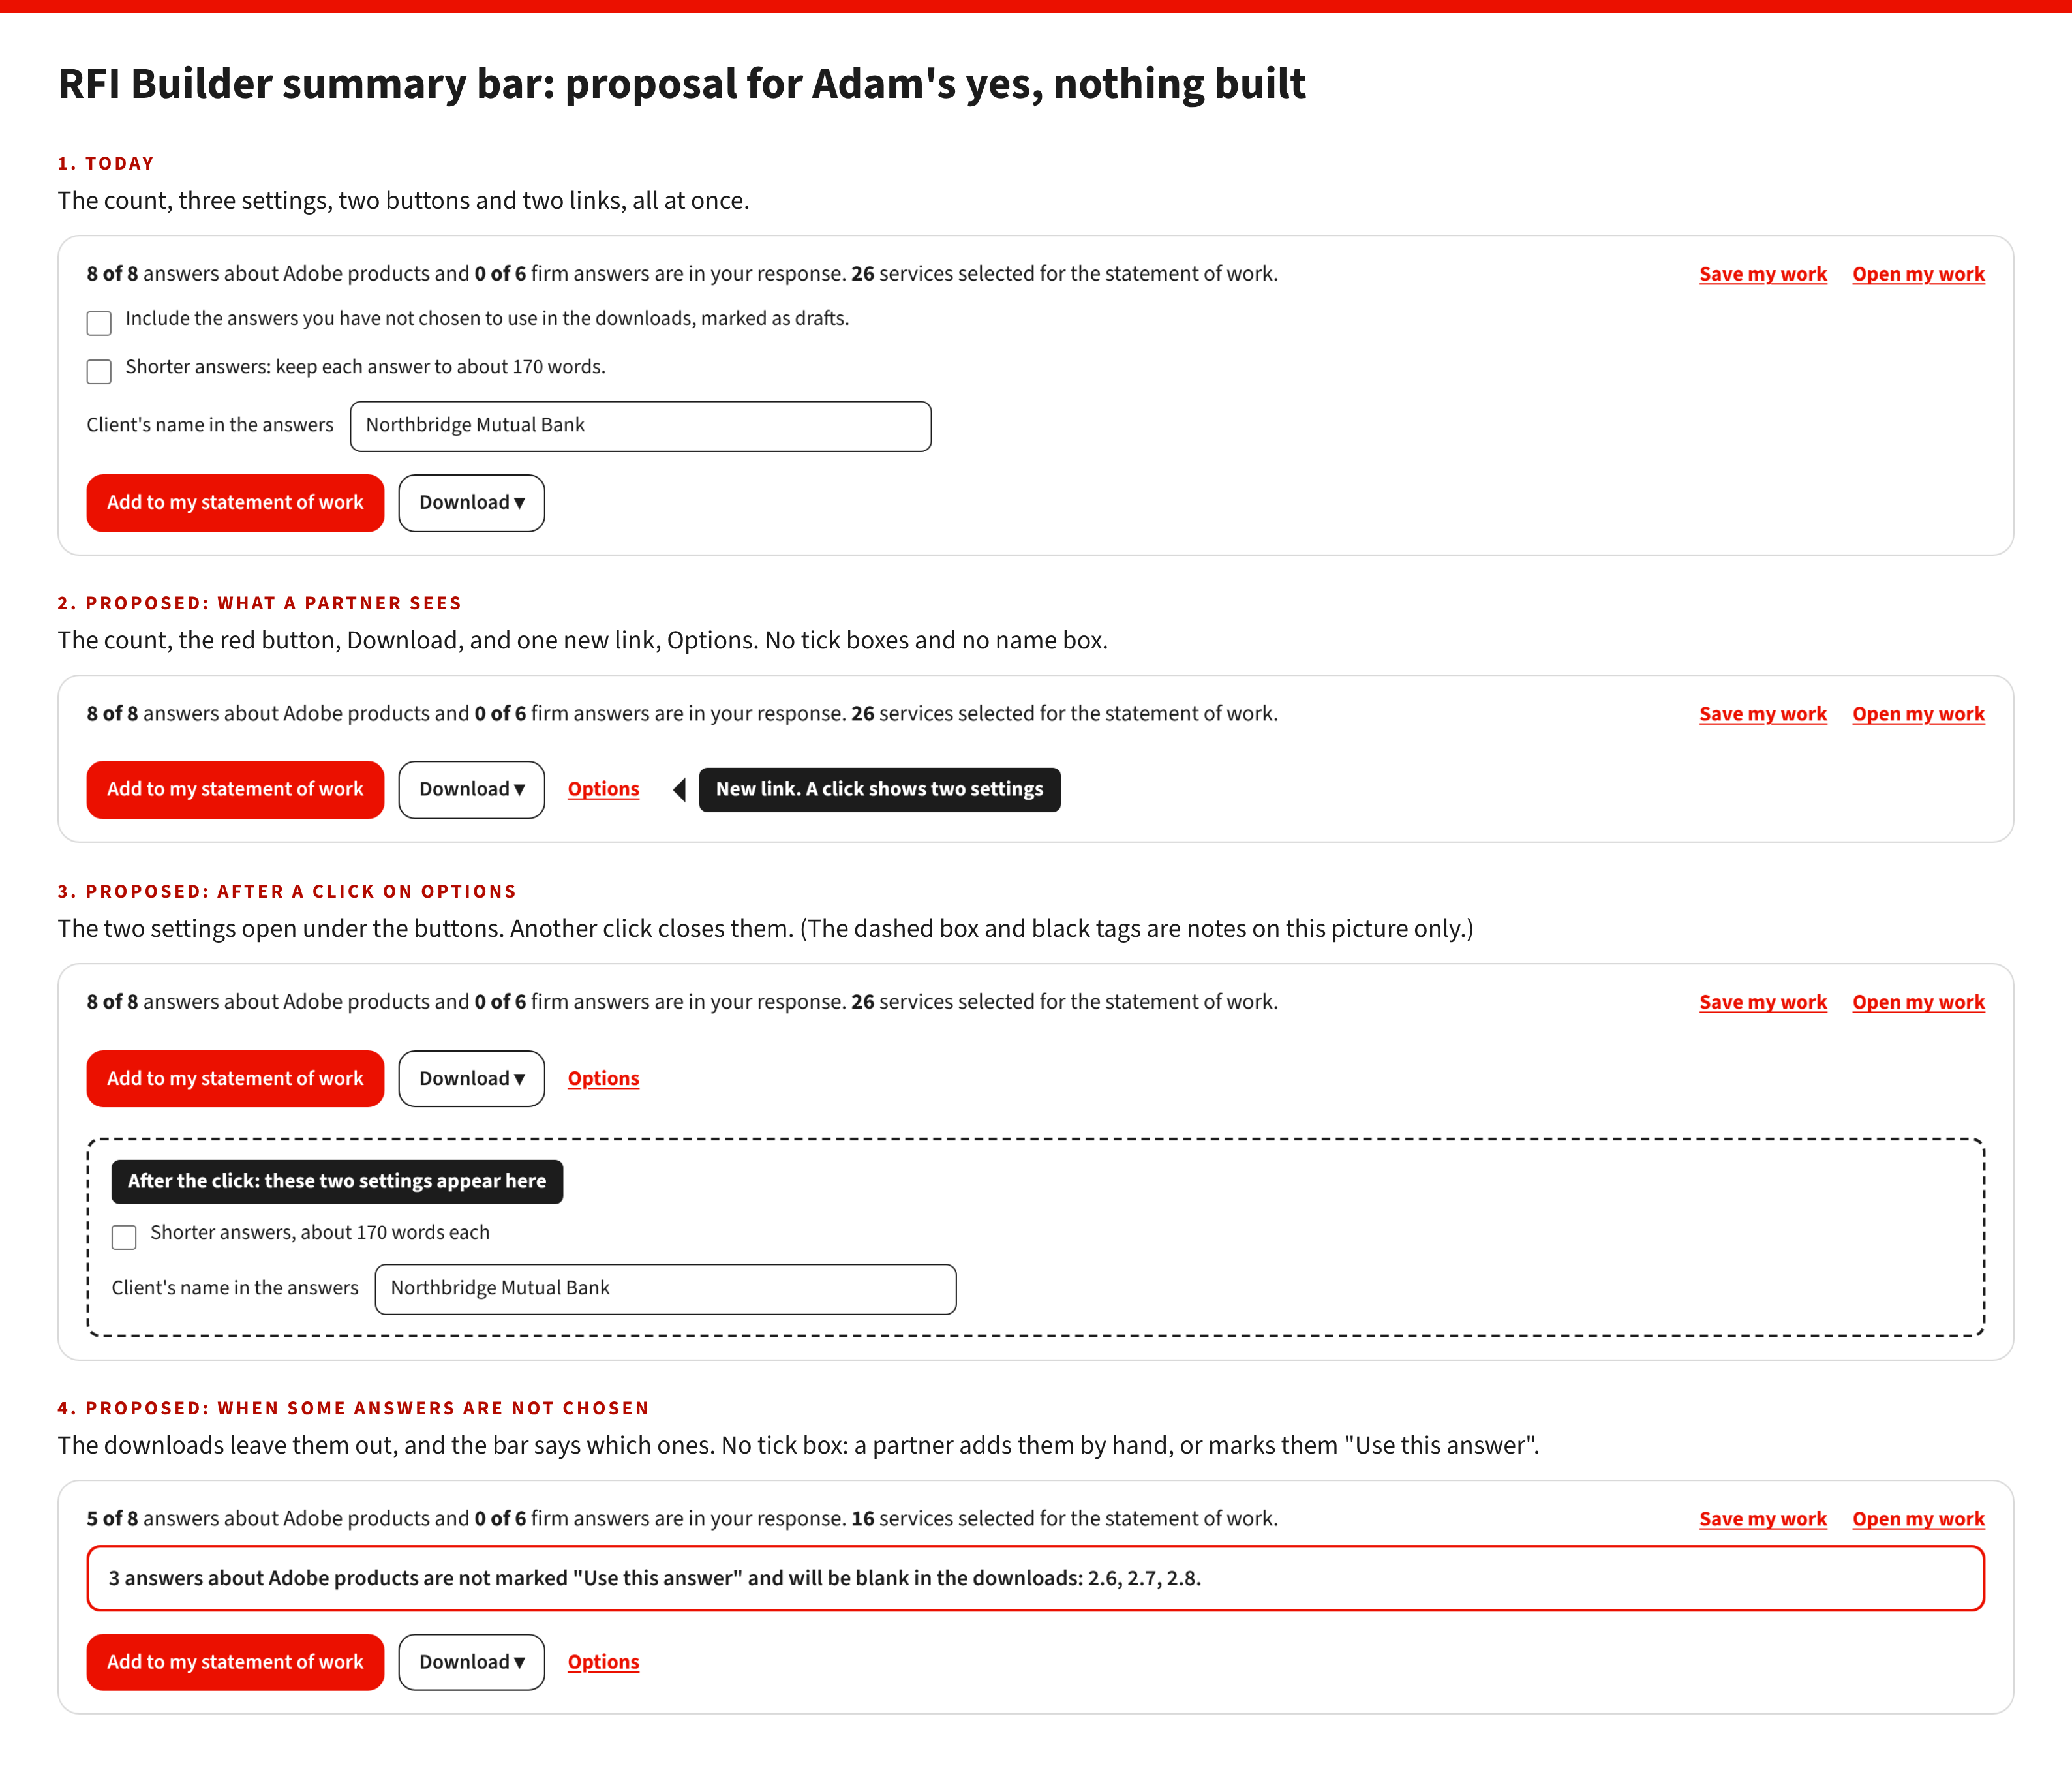 RFI Builder summary bar: proposal for Adam's yes, nothing built
1. TODAY
The count, three settings, two buttons and two links, all at once.
8 of 8 answers about Adobe products and 0 of 6 firm answers are in your response. 26 services selected for the statement of work.
Save my work Open my work
Include the answers you have not chosen to use in the downloads, marked as drafts.
Shorter answers: keep each answer to about 170 words.
Client's name in the answers Northbridge Mutual Bank
Add to my statement of work Download ▼
2. PROPOSED: WHAT A PARTNER SEES
The count, the red button, Download, and one new link, Options. No tick boxes and no name box.
8 of 8 answers about Adobe products and 0 of 6 firm answers are in your response. 26 services selected for the statement of work.
Save my work Open my work
Add to my statement of work Download ▼ Options New link. A click shows two settings
3. PROPOSED: AFTER A CLICK ON OPTIONS
The two settings open under the buttons. Another click closes them. (The dashed box and black tags are notes on this picture only.)
8 of 8 answers about Adobe products and 0 of 6 firm answers are in your response. 26 services selected for the statement of work.
Save my work Open my work
Add to my statement of work Download ▼ Options
After the click: these two settings appear here
Shorter answers, about 170 words each
Client's name in the answers Northbridge Mutual Bank
4. PROPOSED: WHEN SOME ANSWERS ARE NOT CHOSEN
The downloads leave them out, and the bar says which ones. No tick box: a partner adds them by hand, or marks them "Use this answer".
5 of 8 answers about Adobe products and 0 of 6 firm answers are in your response. 16 services selected for the statement of work.
Save my work Open my work
3 answers about Adobe products are not marked "Use this answer" and will be blank in the downloads: 2.6, 2.7, 2.8.
Add to my statement of work Download ▼ Options